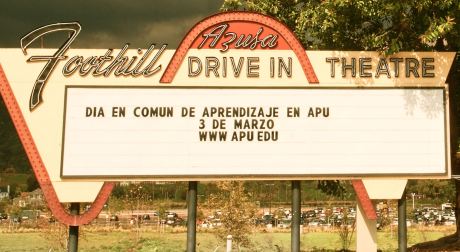 Azusa
Foothill DRIVE IN THEATRE
DIA EN COMUN DE APRENDIZAJE EN APU
3 DE MARZO
WWW APU EDU